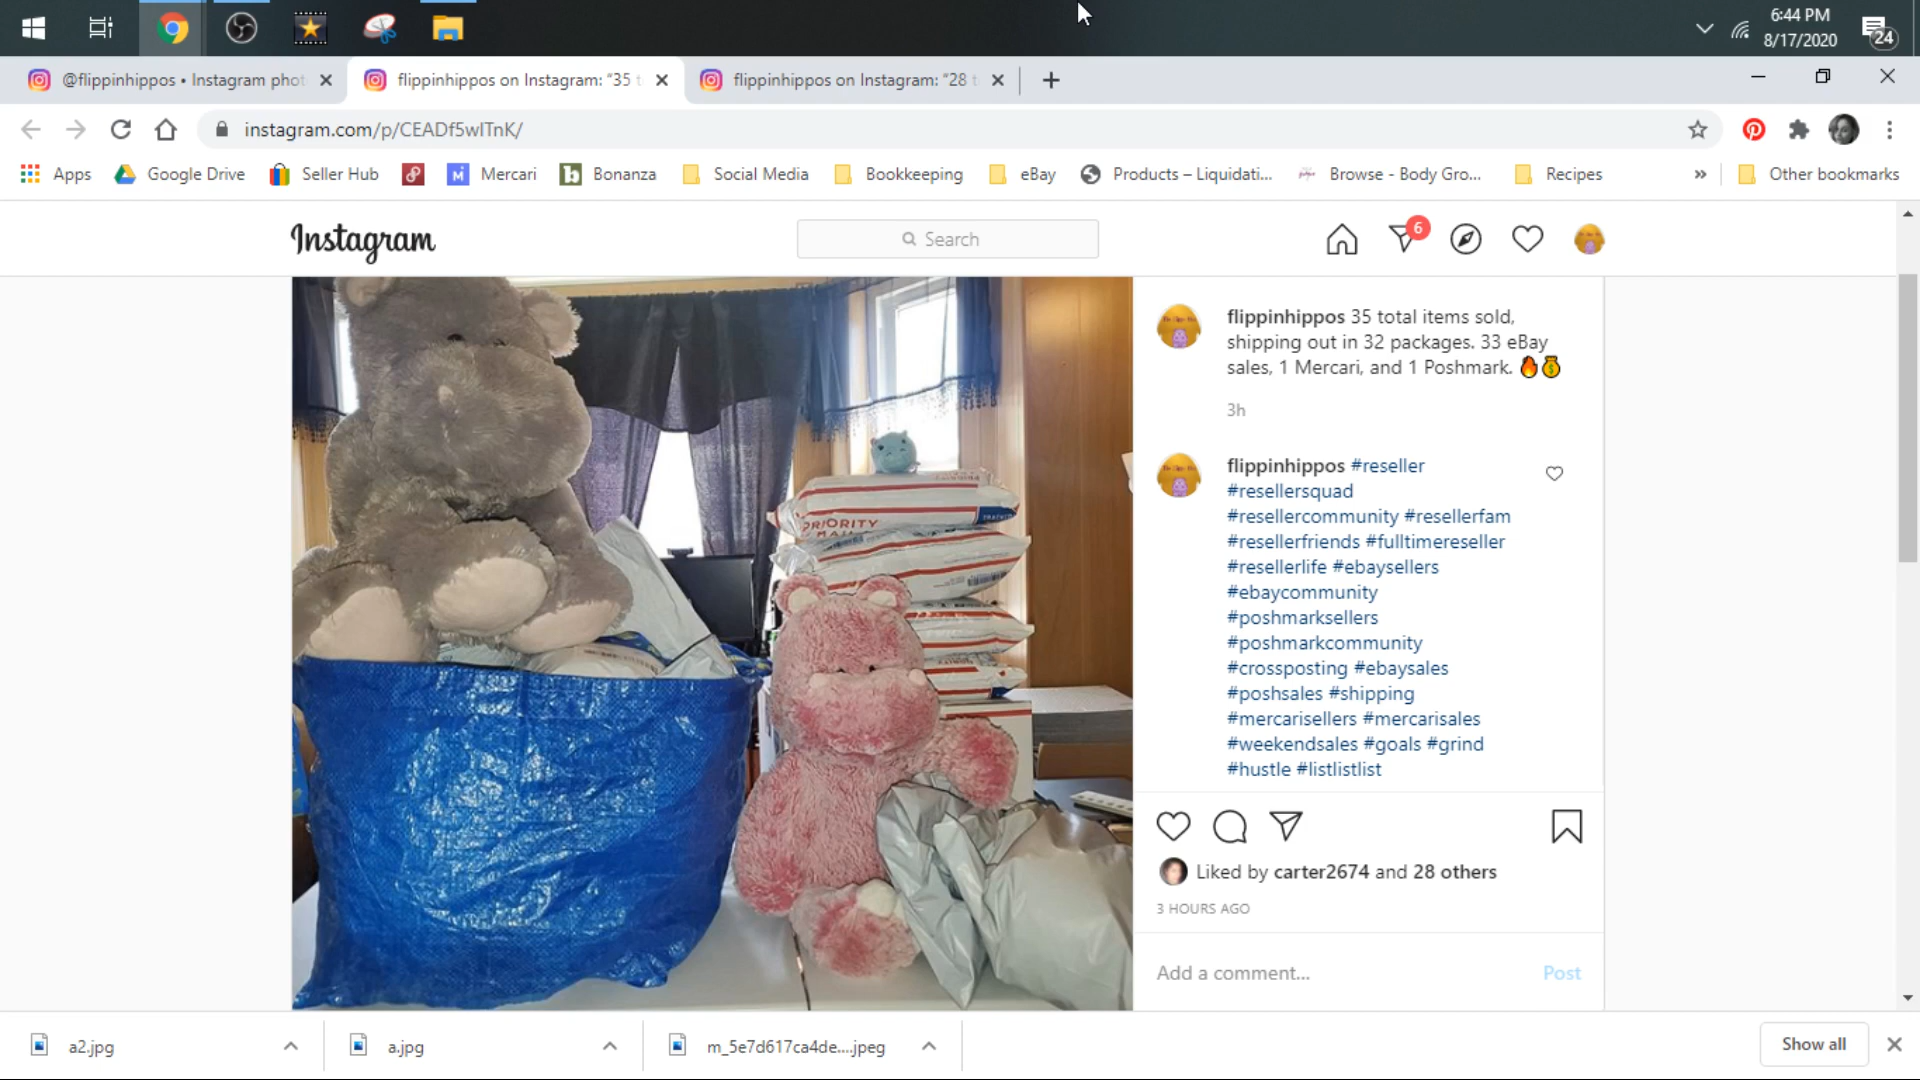 6:44 PM
8/17/2020
24
@flippinhippos • Instagram phot
flippinhippos on Instagram: “35 t
flippinhippos on Instagram: “28 t
instagram.com/p/CEADf5wlTnK/
Apps
Google Drive
Seller Hub
Mercari
Bonanza
Social Media
Bookkeeping
eBay
Products – Liquidati...
Browse - Body Gro...
Recipes
»
Other bookmarks
Instagram
Search
6
flippinhippos 35 total items sold,
shipping out in 32 packages. 33 eBay
sales, 1 Mercari, and 1 Poshmark. 🔥💰
3h
flippinhippos #reseller
#resellersquad
#resellercommunity #resellerfam
#resellerfriends #fulltimereseller
#resellerlife #ebaysellers
#ebaycommunity
#poshmarksellers
#poshmarkcommunity
#crossposting #ebaysales
#poshsales #shipping
#mercarisellers #mercarisales
#weekendsales #goals #grind
#hustle #listlistlist
PRIORITY
MAIL
Liked by carter2674 and 28 others
3 HOURS AGO
Add a comment...
Post
a2.jpg
a.jpg
m_5e7d617ca4de....jpeg
Show all